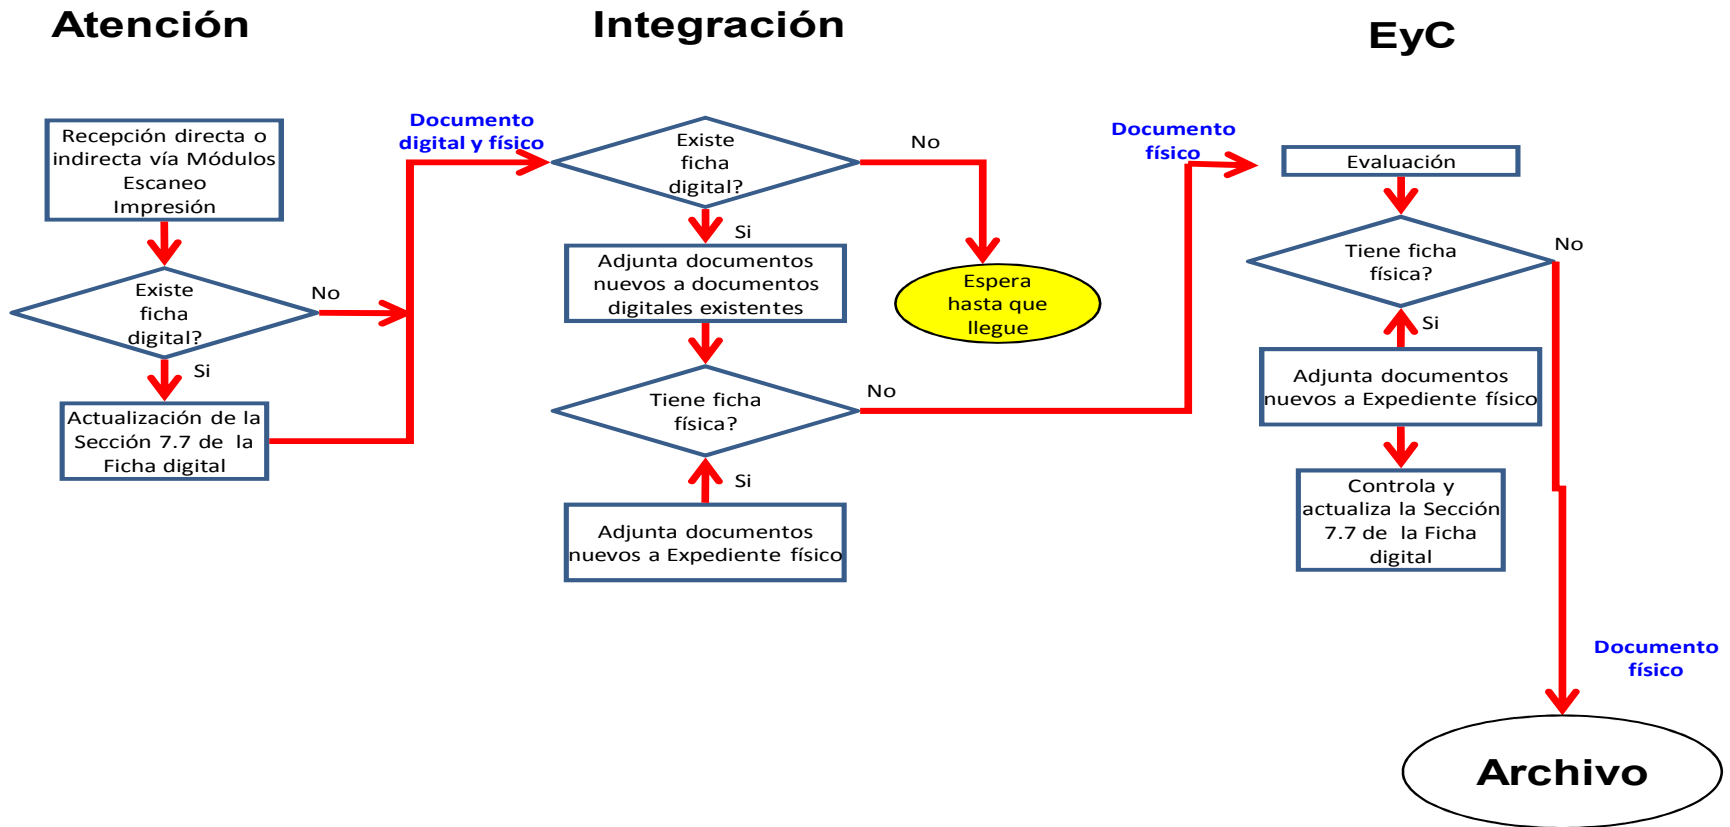 Atención
Integración
EyC
Recepción directa o
indirecta vía Módulos
Escaneo
Impresión
Existe
ficha
digital?
No
Si
Actualización de la
Sección 7.7 de la
Ficha digital
Documento
digital y físico
Existe
ficha
digital?
No
Espera
hasta que
llegue
Si
Adjunta documentos
nuevos a documentos
digitales existentes
Tiene ficha
física?
No
Si
Adjunta documentos
nuevos a Expediente físico
Documento
físico
Evaluación
Tiene ficha
física?
No
Si
Adjunta documentos
nuevos a Expediente físico
Controla y
actualiza la Sección
7.7 de la Ficha
digital
Documento
físico
Archivo